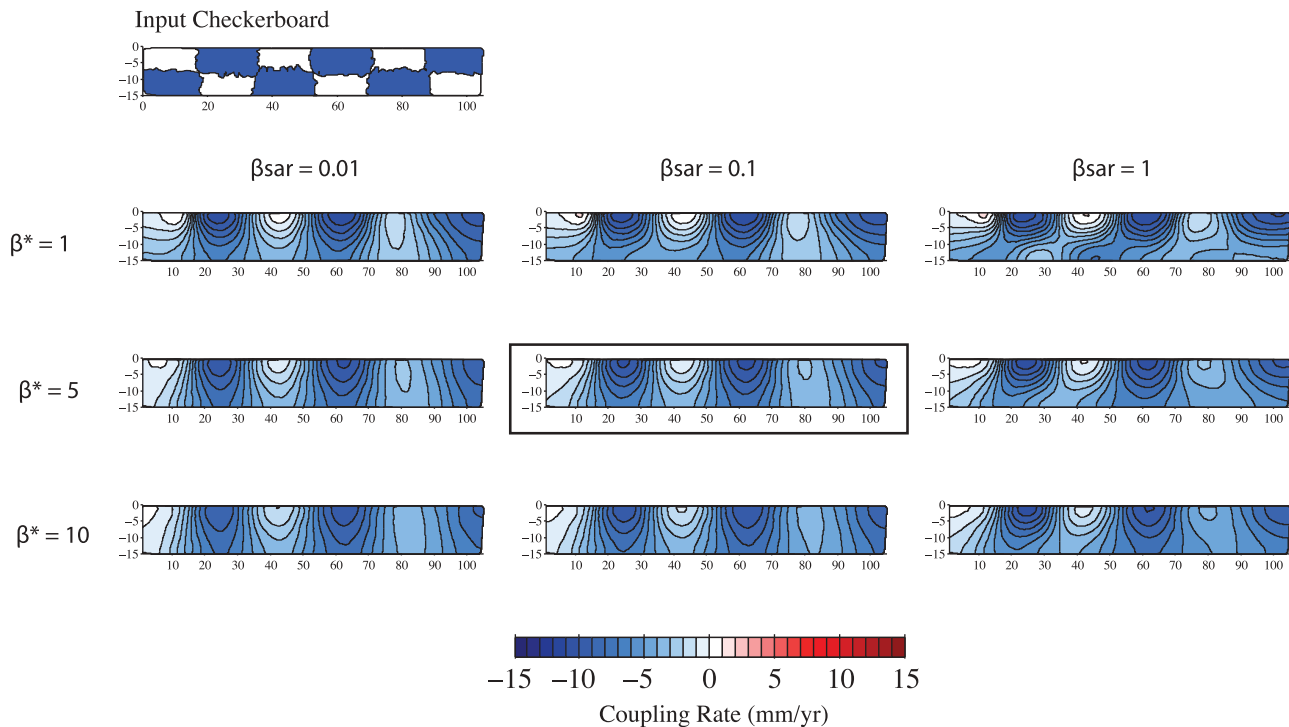 Input Checkerboard
0
−5
−10
−15
0 20 40 60 80 100
βsar = 0.01 βsar = 0.1 βsar = 1
β* = 1
0 0 0
−5 −5 −5
−10 −10 −10
−15 −15 −15
10 20 30 40 50 60 70 80 90 100 10 20 30 40 50 60 70 80 90 100 10 20 30 40 50 60 70 80 90 100
β* = 5
0 0 0
−5 −5 −5
−10 −10 −10
−15 −15 −15
10 20 30 40 50 60 70 80 90 100 10 20 30 40 50 60 70 80 90 100 10 20 30 40 50 60 70 80 90 100
β* = 10
0 0 0
−5 −5 −5
−10 −10 −10
−15 −15 −15
10 20 30 40 50 60 70 80 90 100 10 20 30 40 50 60 70 80 90 100 10 20 30 40 50 60 70 80 90 100
−15 −10 −5 0 5 10 15
Coupling Rate (mm/yr)